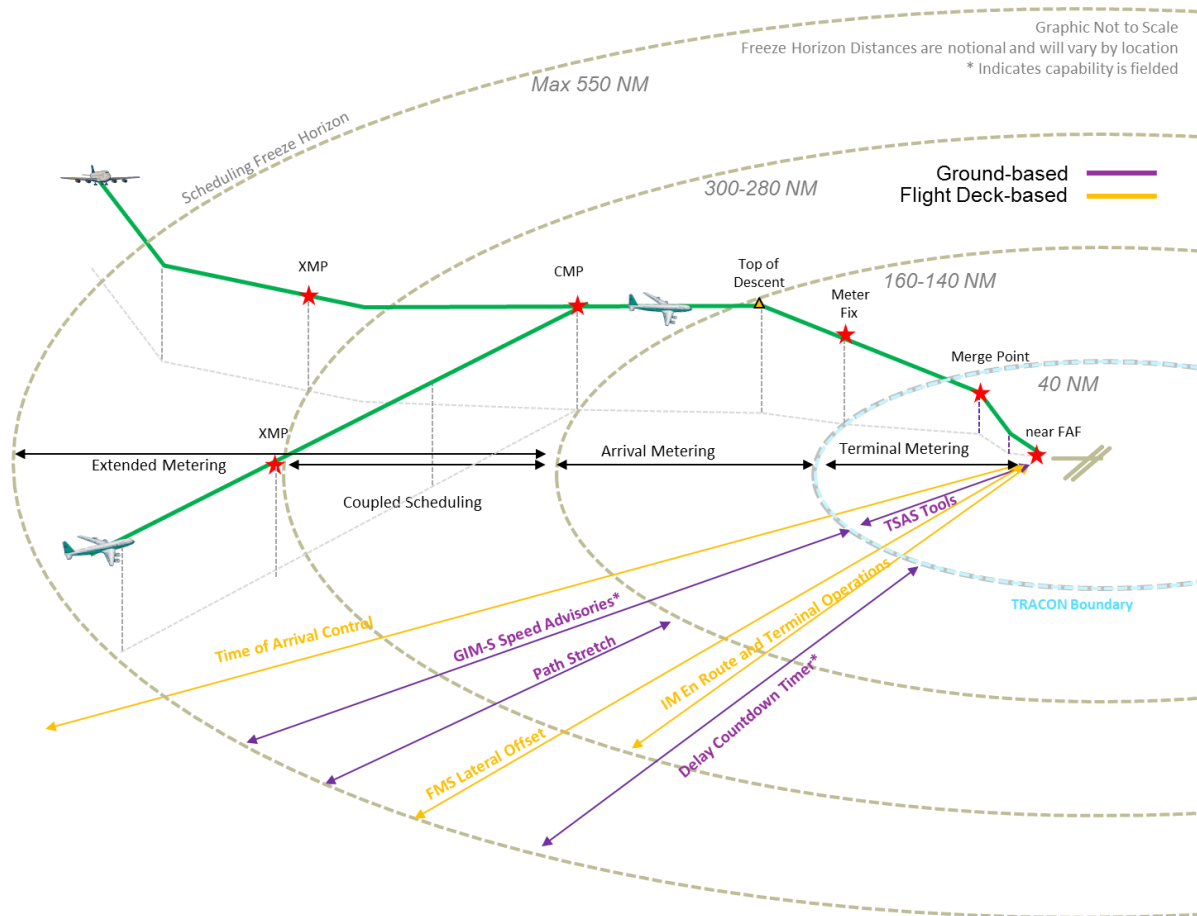 Graphic Not to Scale
Freeze Horizon Distances are notional and will vary by location
* Indicates capability is fielded
Max 550 NM
Scheduling Freeze Horizon
300-280 NM
Ground-based
Flight Deck-based
XMP
CMP
Top of
Descent
160-140 NM
Meter
Fix
Merge Point
40 NM
XMP
near FAF
Extended Metering
Arrival Metering
Terminal Metering
Coupled Scheduling
TSAS Tools
TRACON Boundary
Time of Arrival Control
GIM-S Speed Advisories*
Path Stretch
IM En Route and Terminal Operations
FMS Lateral Offset
Delay Countdown Timer*